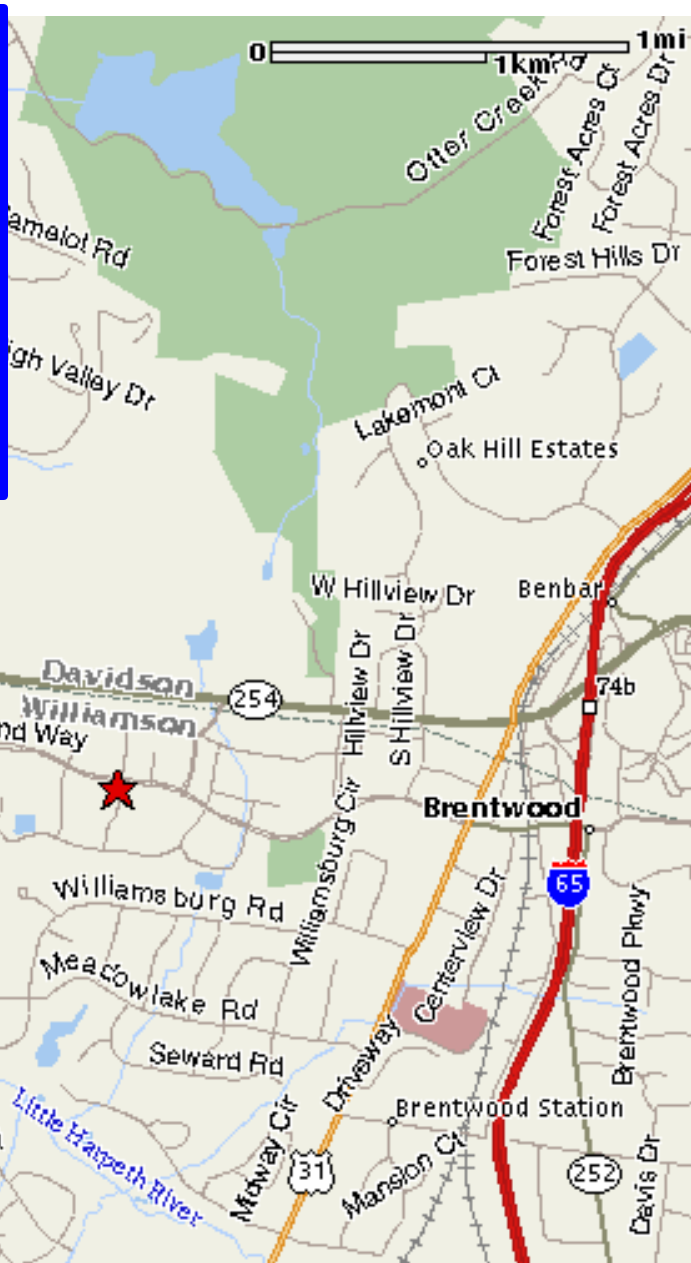 0
1mi
1km
Otter Creek Rd
Forest Acres Ct
Forest Acres Dr
amelot Rd
Forest Hills Dr
igh Valley Dr
Lakemont Ct
Oak Hill Estates
W Hillview Dr
Benbar
Davidson
254
Williamson
nd Way
Hillview Dr
S Hillview Dr
74b
Brentwood
Williamsburg Cir
65
Williamsburg Rd
Centerview Dr
Brentwood Pkwy
Meadowlake Rd
Seward Rd
Driveway
Little Harpeth River
Brentwood Station
Midway Cir
31
Mansion Ct
252
Davis Dr